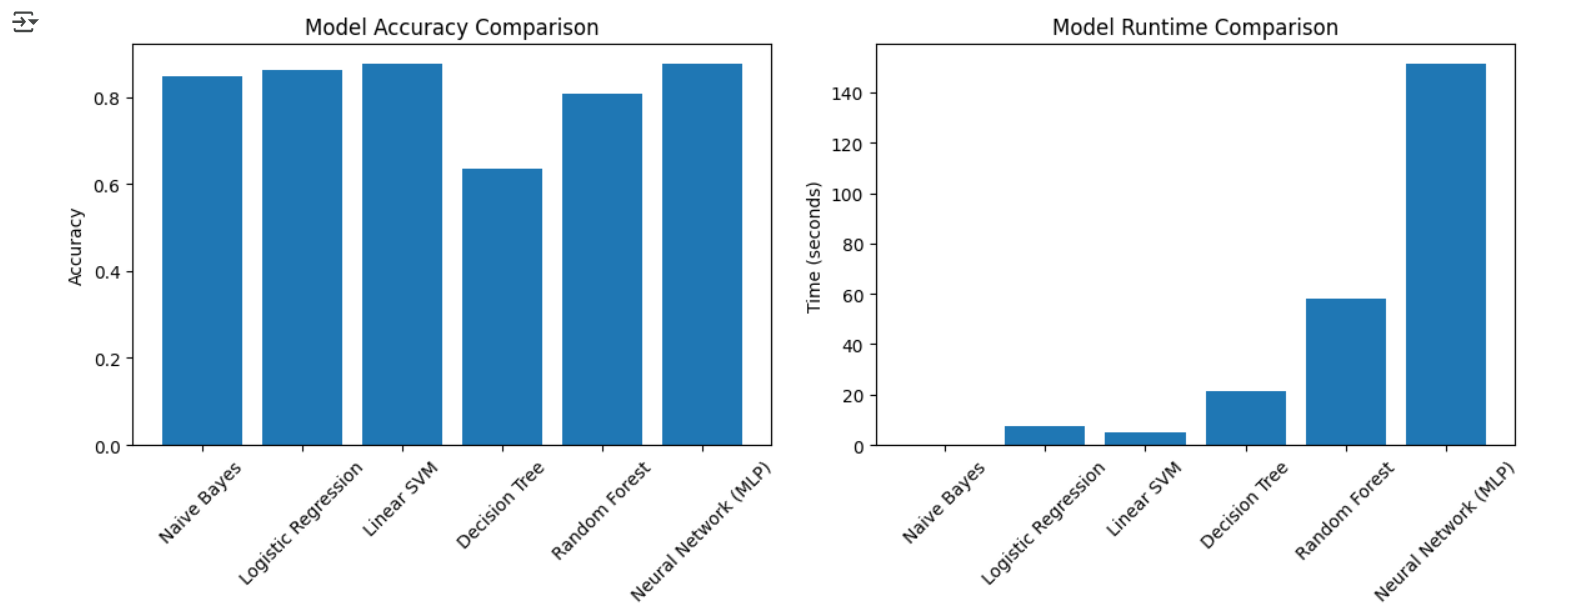 Model Accuracy Comparison
Accuracy
0.8
0.6
0.4
0.2
0.0
Naive Bayes
Logistic Regression
Linear SVM
Decision Tree
Random Forest
Neural Network (MLP)
Model Runtime Comparison
Time (seconds)
140
120
100
80
60
40
20
0
Naive Bayes
Logistic Regression
Linear SVM
Decision Tree
Random Forest
Neural Network (MLP)